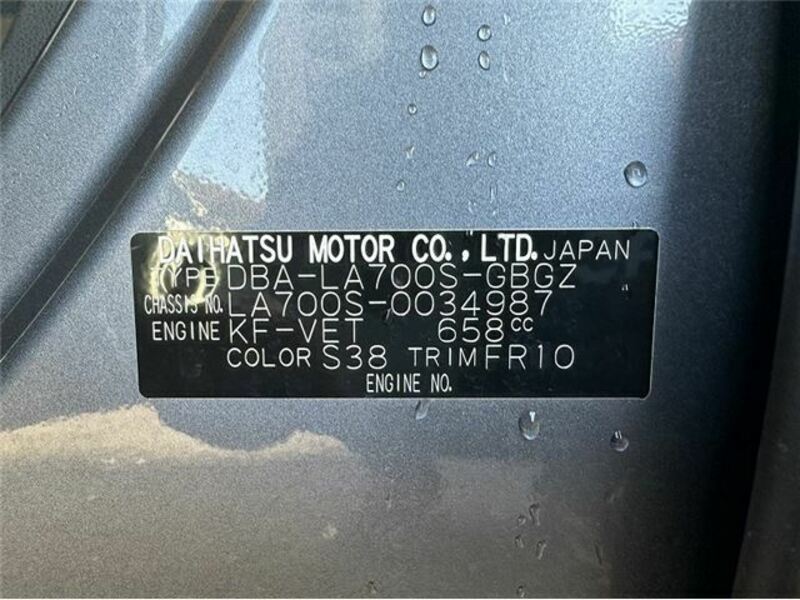 DAIHATSU MOTOR CO., LTD. JAPAN
TYPE DBA-LA700S-GBGZ
CHASSIS NO. LA700S-0034987
ENGINE KF-VET 658cc
COLOR S38 TRIM FR10
ENGINE NO.